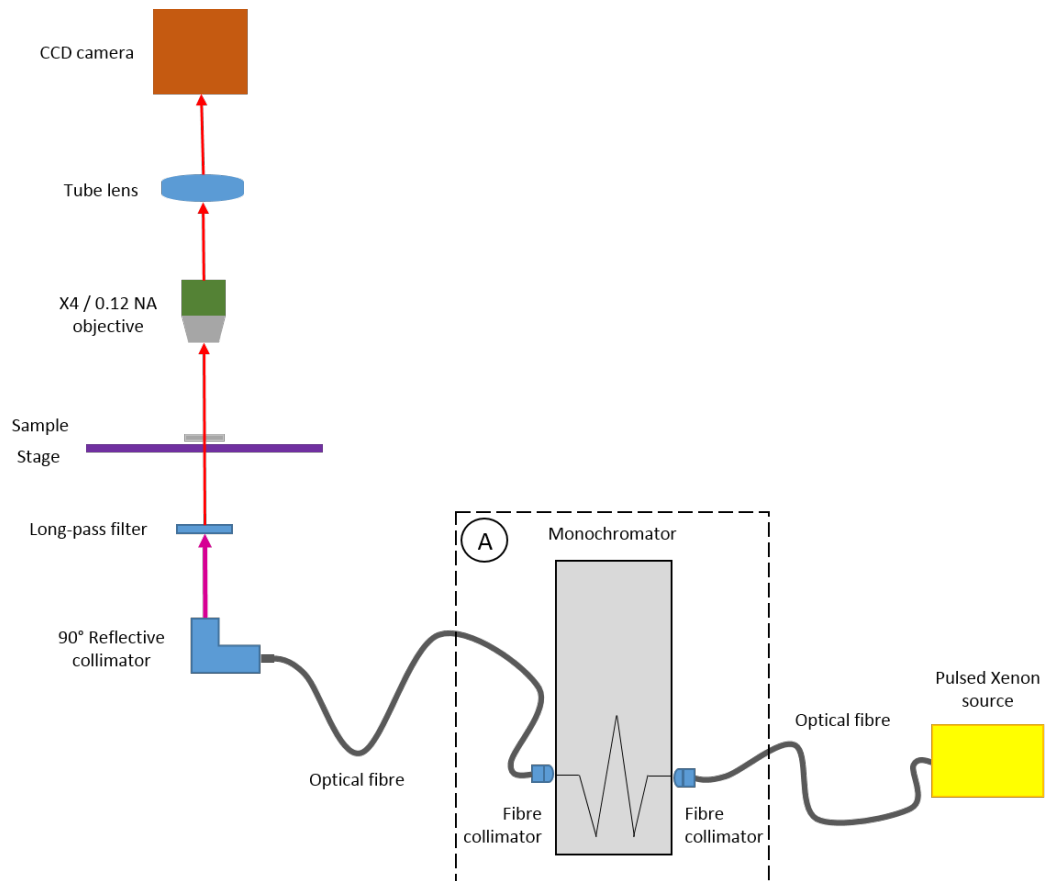 CCD camera
Tube lens
X4 / 0.12 NA
objective
Sample
Stage
Long-pass filter
A
Monochromator
90° Reflective
collimator
Pulsed Xenon
source
Optical fibre
Optical fibre
Fibre
collimator
Fibre
collimator